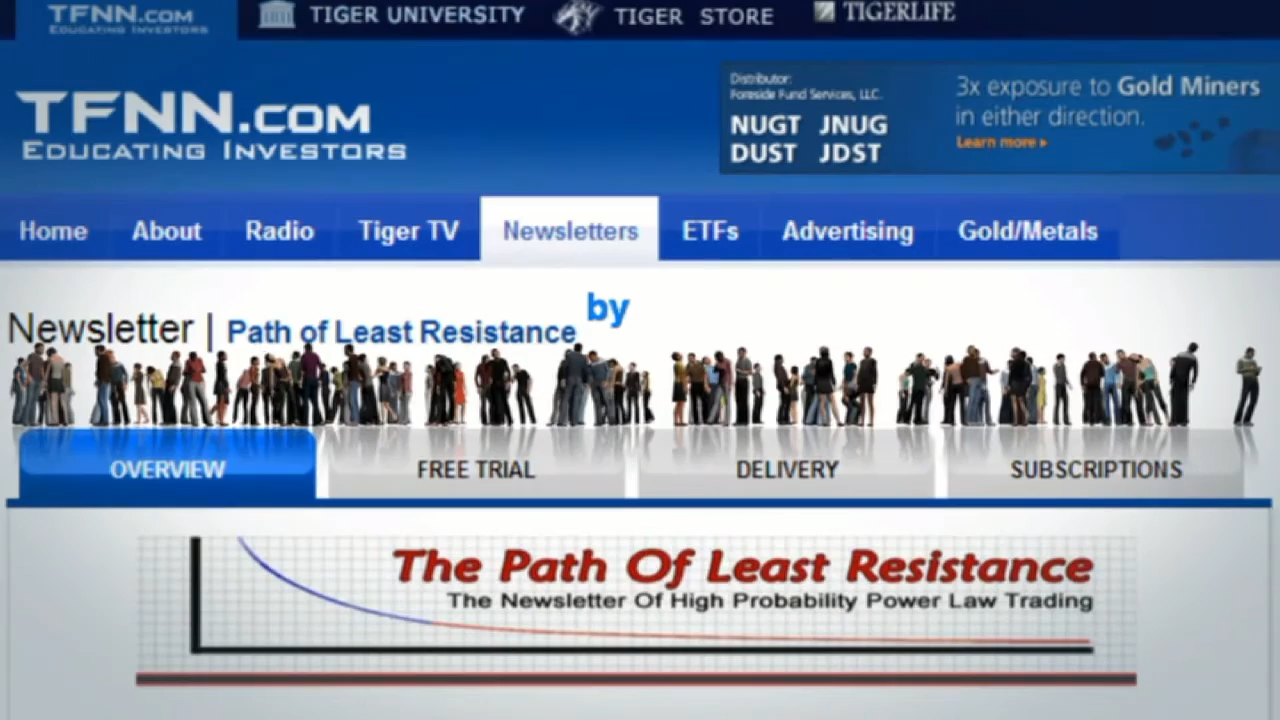 TFNN.COM
EDUCATING INVESTORS
TIGER UNIVERSITY
TIGER STORE
TIGERLIFE
TFNN.COM
EDUCATING INVESTORS
Distributor:
Foreside Fund Services, LLC.
NUGT JNUG
DUST JDST
3x exposure to Gold Miners
in either direction.
Learn more
Home About Radio Tiger TV Newsletters ETFs Advertising Gold/Metals
Newsletter | Path of Least Resistance by
OVERVIEW FREE TRIAL DELIVERY SUBSCRIPTIONS
The Path Of Least Resistance
The Newsletter Of High Probability Power Law Trading